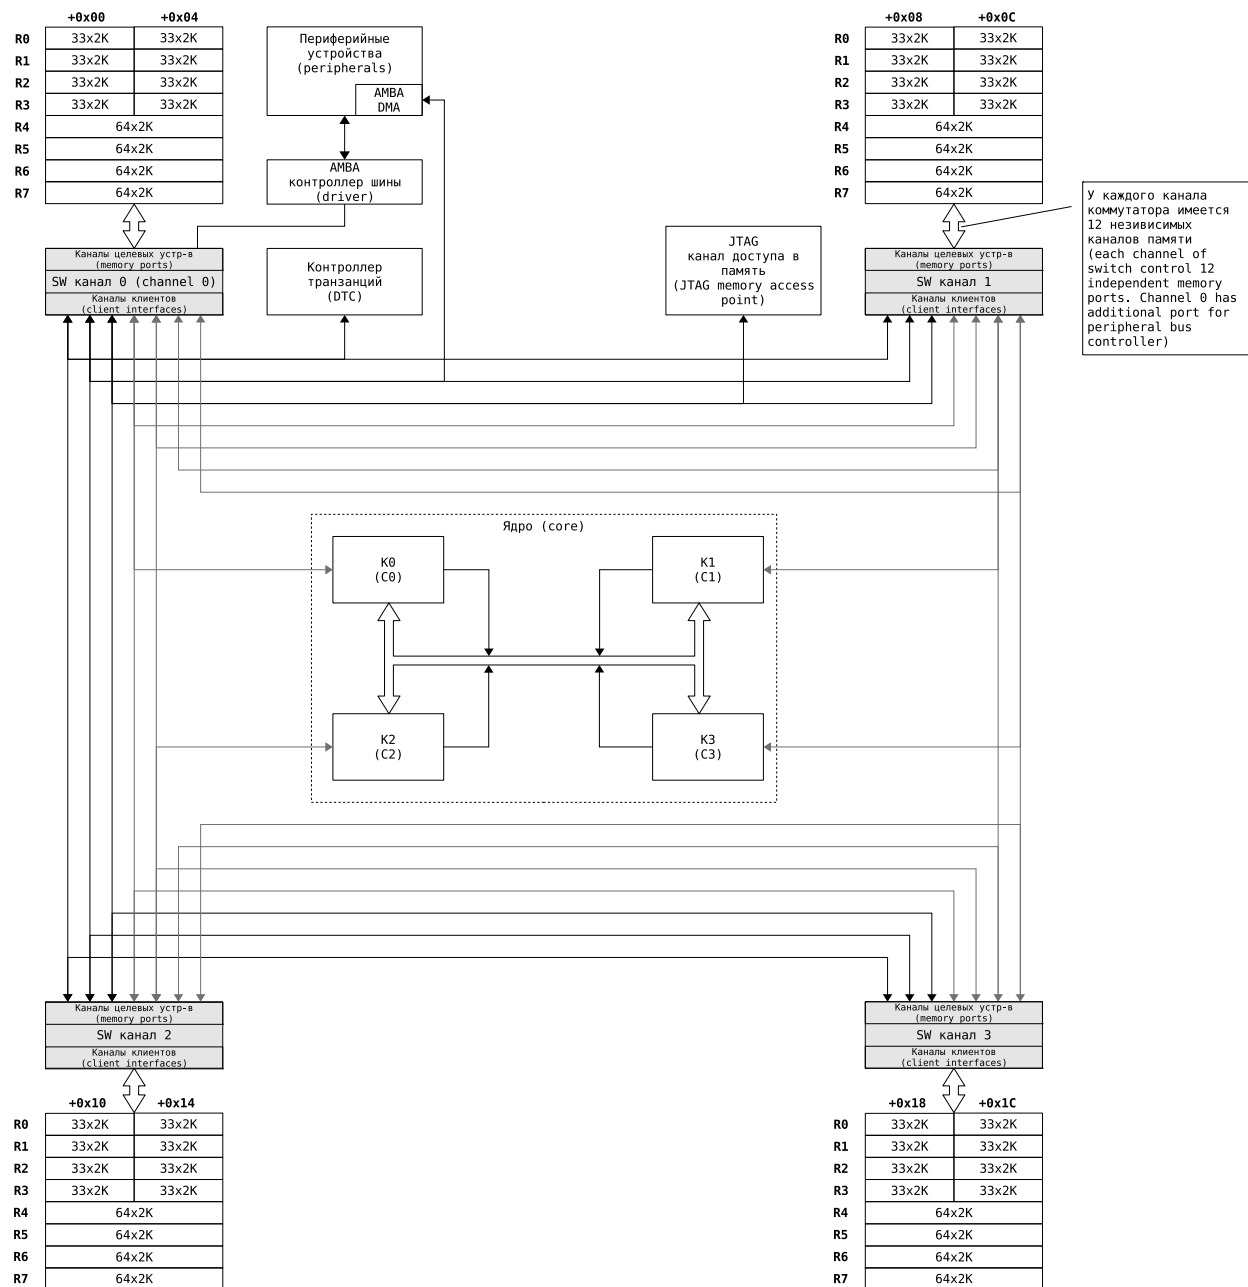 +0x00 +0x04
R0 33x2K 33x2K
R1 33x2K 33x2K
R2 33x2K 33x2K
R3 33x2K 33x2K
R4 64x2K
R5 64x2K
R6 64x2K
R7 64x2K
Периферийные
устройства
(peripherals)
AMBA
DMA
AMBA
контроллер шины
(driver)
+0x08 +0x0C
R0 33x2K 33x2K
R1 33x2K 33x2K
R2 33x2K 33x2K
R3 33x2K 33x2K
R4 64x2K
R5 64x2K
R6 64x2K
R7 64x2K
У каждого канала
коммутатора имеется
12 незивисимых
каналов памяти
(each channel of
switch control 12
independent memory
ports. Channel 0 has
additional port for
peripheral bus
controller)
Каналы целевых устр-в
(memory ports)
SW канал 0 (channel 0)
Каналы клиентов
(client interfaces)
Контроллер
транзанций
(DTC)
JTAG
канал доступа в
память
(JTAG memory access
point)
Каналы целевых устр-в
(memory ports)
SW канал 1
Каналы клиентов
(client interfaces)
Ядро (core)
K0
(C0)
K1
(C1)
K2
(C2)
K3
(C3)
Каналы целевых устр-в
(memory ports)
SW канал 2
Каналы клиентов
(client interfaces)
Каналы целевых устр-в
(memory ports)
SW канал 3
Каналы клиентов
(client interfaces)
+0x10 +0x14
R0 33x2K 33x2K
R1 33x2K 33x2K
R2 33x2K 33x2K
R3 33x2K 33x2K
R4 64x2K
R5 64x2K
R6 64x2K
R7 64x2K
+0x18 +0x1C
R0 33x2K 33x2K
R1 33x2K 33x2K
R2 33x2K 33x2K
R3 33x2K 33x2K
R4 64x2K
R5 64x2K
R6 64x2K
R7 64x2K